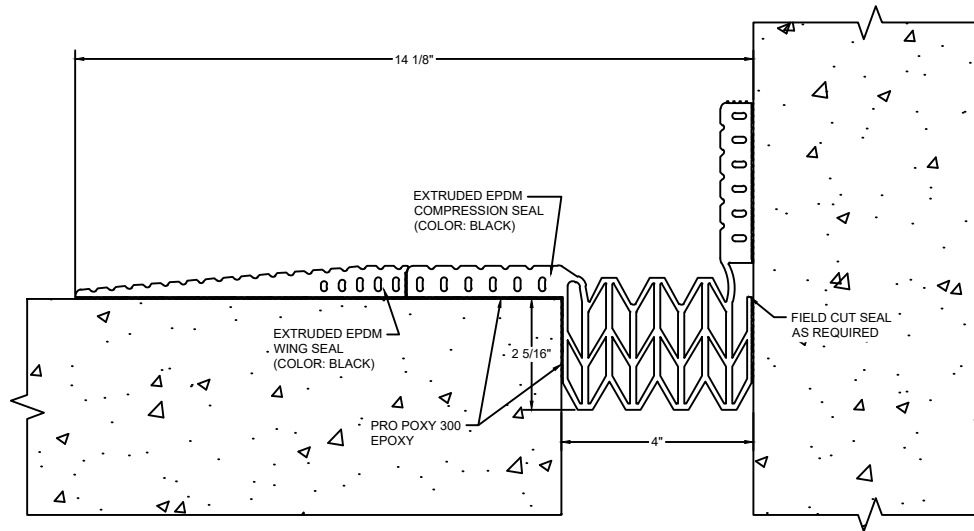 14 1/8"
EXTRUDED EPDM
COMPRESSION SEAL
(COLOR: BLACK)
FIELD CUT SEAL
AS REQUIRED
EXTRUDED EPDM
WING SEAL
(COLOR: BLACK)
2 5/16"
PRO POXY 300
EPOXY
4"